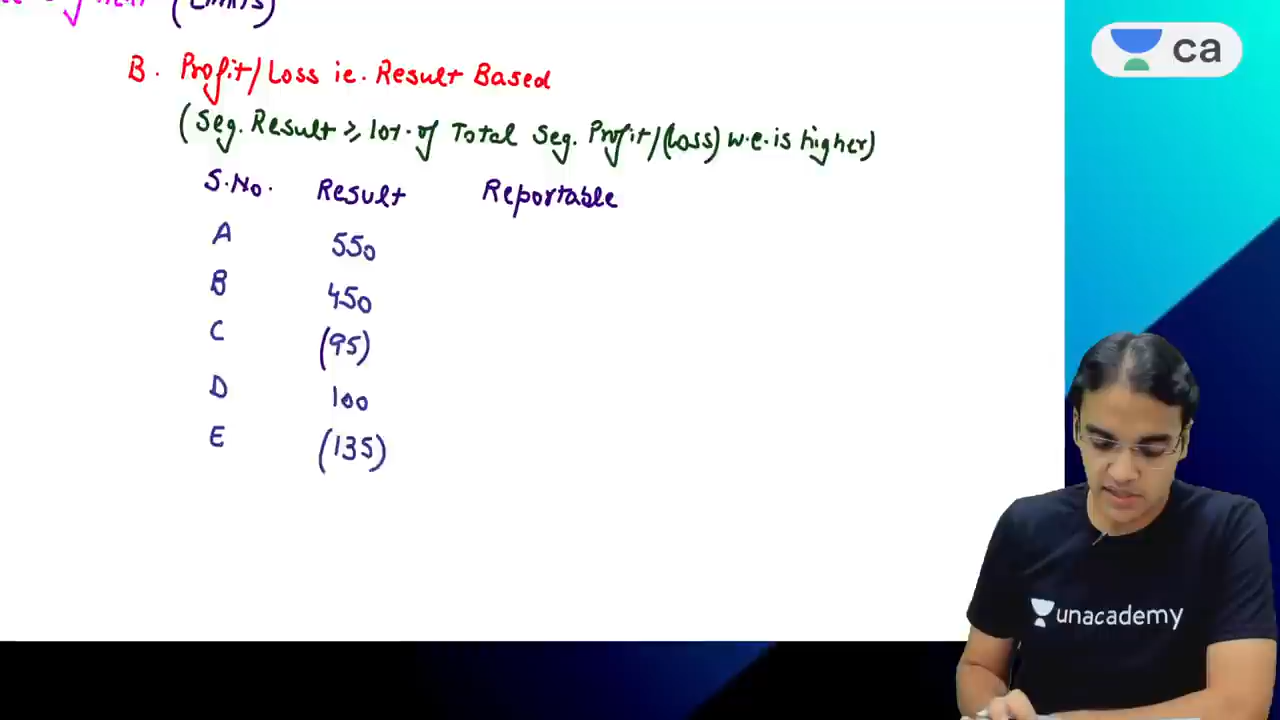 (Limits)
ca
B. Profit/Loss ie. Result Based
(Seg. Result ≥ 10%. of Total Seg. Profit/(Loss) w.e. is higher)
S.No. Result Reportable
A 550
B 450
C (95)
D 100
E (135)
unacademy